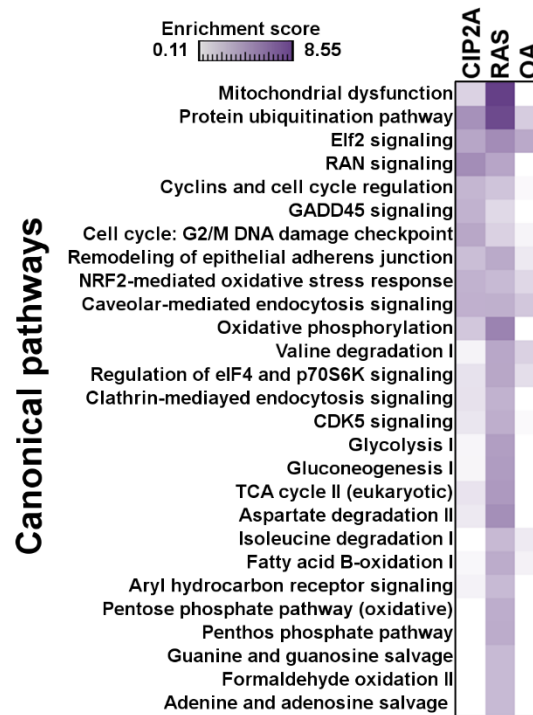 Enrichment score
0.11 8.55
CIP2A RAS OA
Canonical pathways
Mitochondrial dysfunction
Protein ubiquitination pathway
Elf2 signaling
RAN signaling
Cyclins and cell cycle regulation
GADD45 signaling
Cell cycle: G2/M DNA damage checkpoint
Remodeling of epithelial adherens junction
NRF2-mediated oxidative stress response
Caveolar-mediated endocytosis signaling
Oxidative phosphorylation
Valine degradation I
Regulation of eIF4 and p70S6K signaling
Clathrin-mediayed endocytosis signaling
CDK5 signaling
Glycolysis I
Gluconeogenesis I
TCA cycle II (eukaryotic)
Aspartate degradation II
Isoleucine degradation I
Fatty acid B-oxidation I
Aryl hydrocarbon receptor signaling
Pentose phosphate pathway (oxidative)
Penthos phosphate pathway
Guanine and guanosine salvage
Formaldehyde oxidation II
Adenine and adenosine salvage